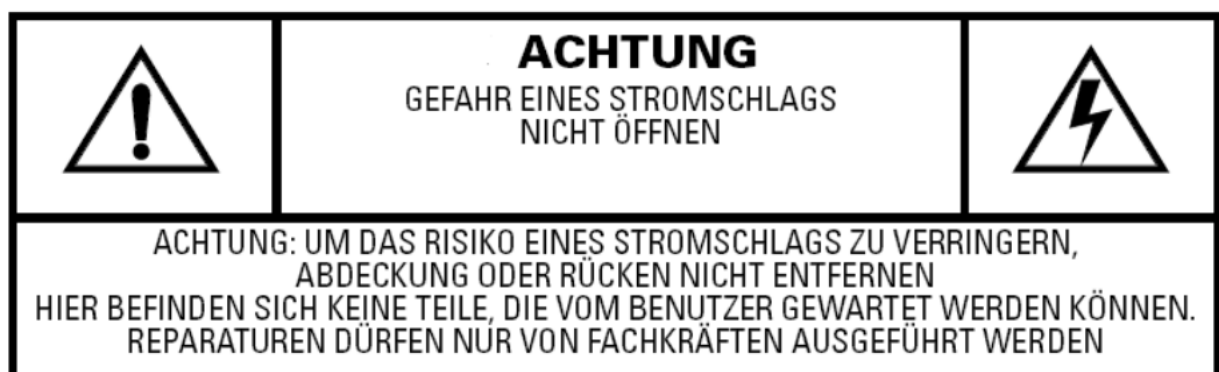 ACHTUNG
GEFAHR EINES STROMSCHLAGS
NICHT ÖFFNEN
ACHTUNG: UM DAS RISIKO EINES STROMSCHLAGS ZU VERRINGERN,
ABDECKUNG ODER RÜCKEN NICHT ENTFERNEN
HIER BEFINDEN SICH KEINE TEILE, DIE VOM BENUTZER GEWARTET WERDEN KÖNNEN.
REPARATUREN DÜRFEN NUR VON FACHKRÄFTEN AUSGEFÜHRT WERDEN